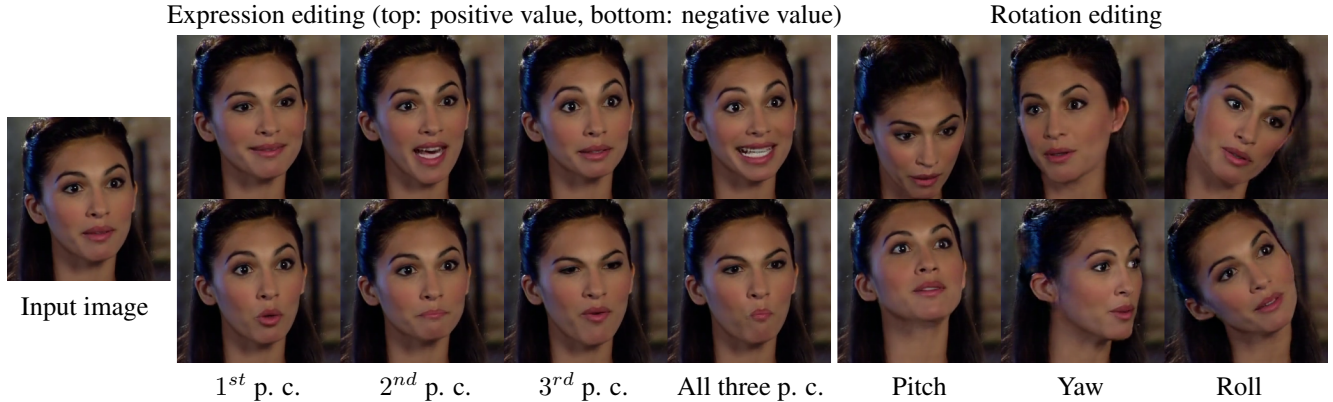 Expression editing (top: positive value, bottom: negative value)
Rotation editing
Input image
1st p. c.
2nd p. c.
3rd p. c.
All three p. c.
Pitch
Yaw
Roll